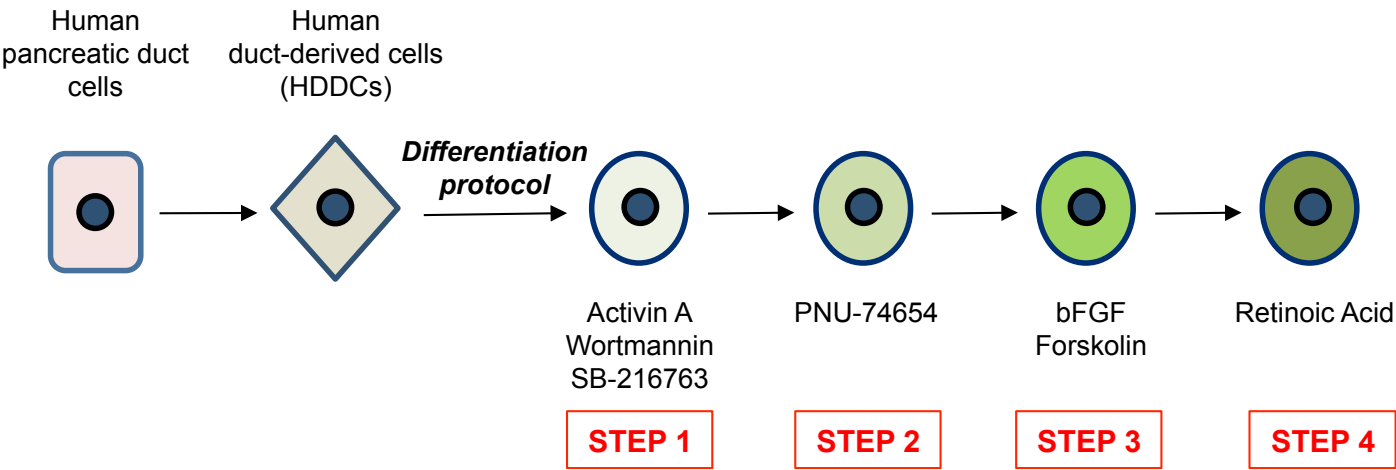 Human
pancreatic duct
cells
Human
duct-derived cells
(HDDCs)
Differentiation
protocol
Activin A
Wortmannin
SB-216763
PNU-74654
bFGF
Forskolin
Retinoic Acid
STEP 1
STEP 2
STEP 3
STEP 4